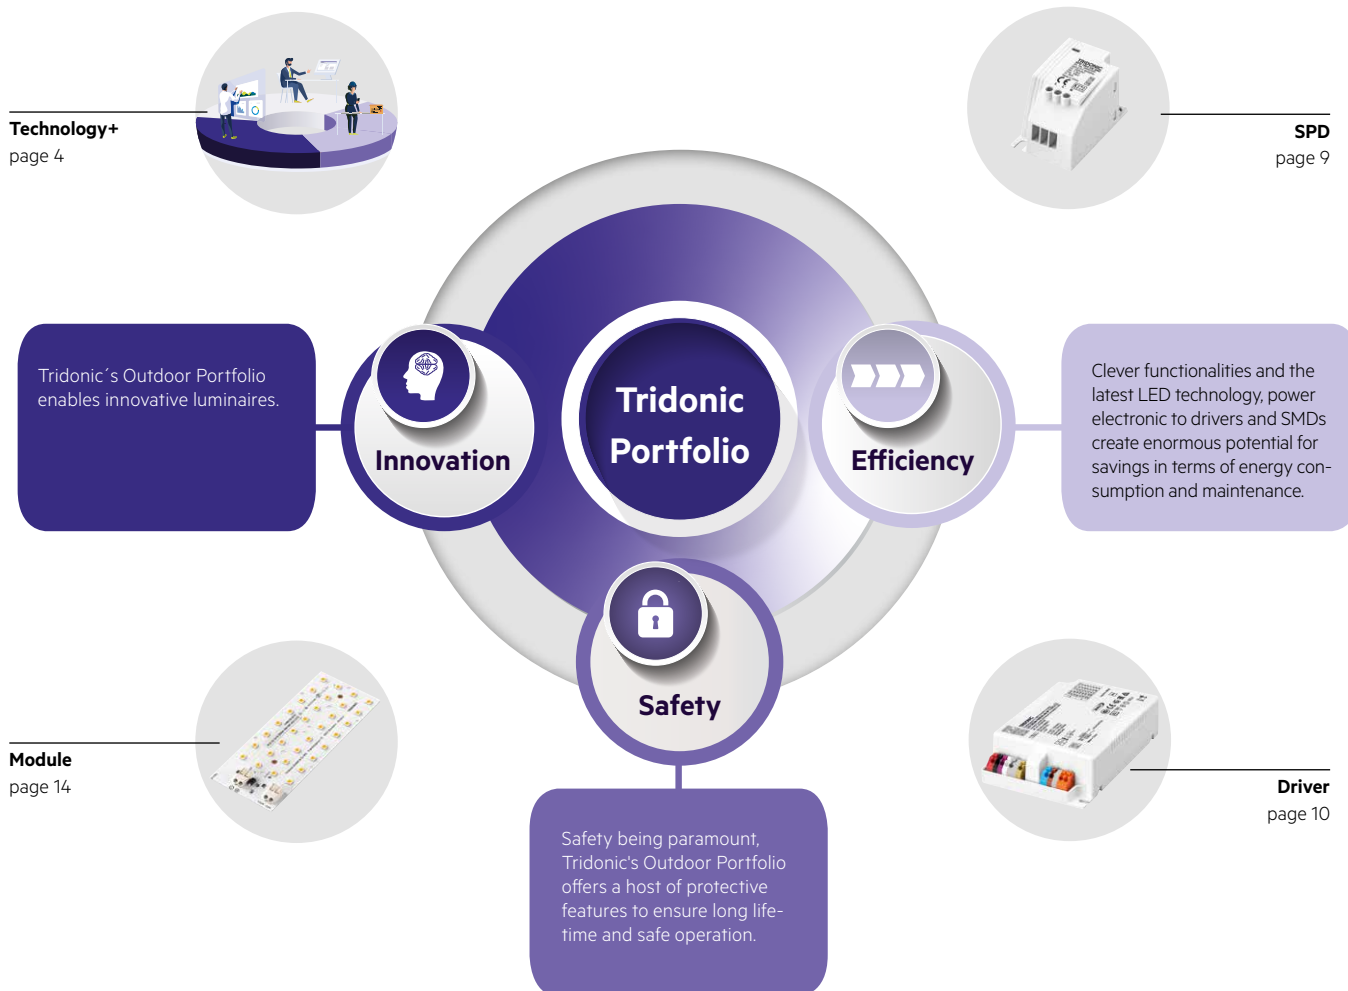 Technology+
page 4
SPD
page 9
TRIDONIC
Tridonic
Portfolio
Innovation
Tridonic´s Outdoor Portfolio
enables innovative luminaires.
Efficiency
Clever functionalities and the
latest LED technology, power
electronic to drivers and SMDs
create enormous potential for
savings in terms of energy con-
sumption and maintenance.
Safety
Safety being paramount,
Tridonic's Outdoor Portfolio
offers a host of protective
features to ensure long life-
time and safe operation.
Module
page 14
TRIDONIC
Driver
page 10